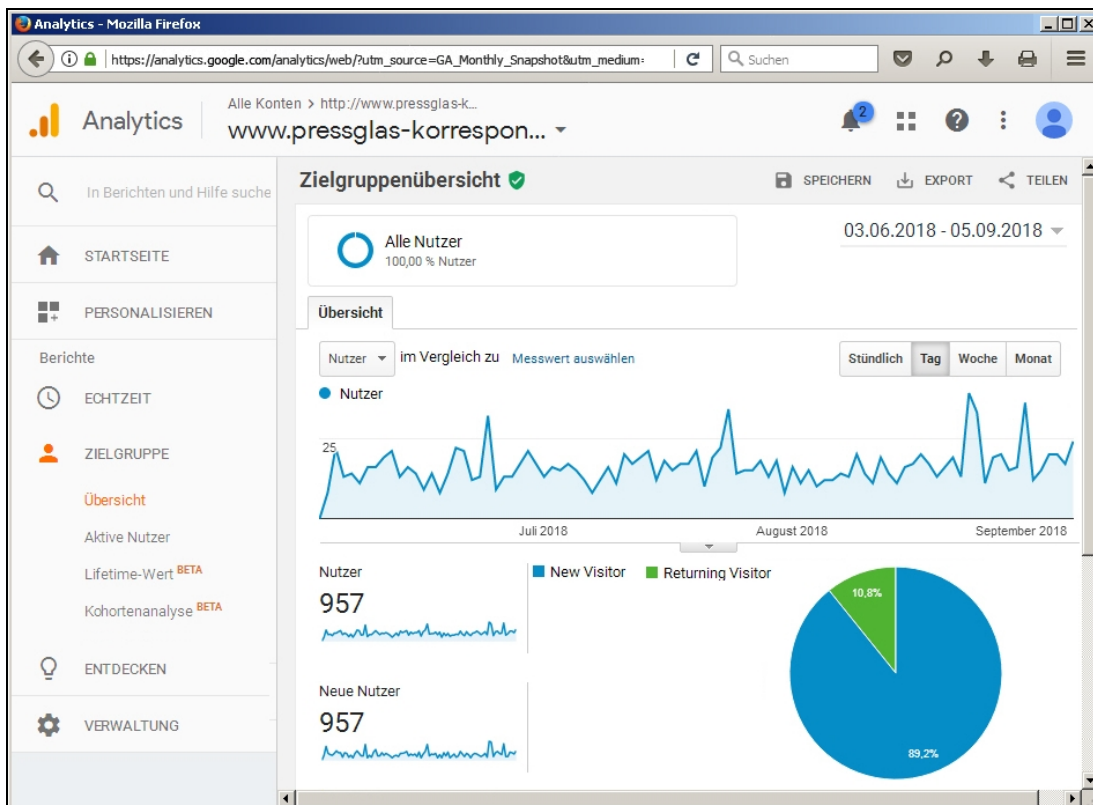 Analytics - Mozilla Firefox
https://analytics.google.com/analytics/web/?utm_source=GA_Monthly_Snapshot&utm_medium=
Suchen
Analytics
Alle Konten > http://www.pressglas-k...
www.pressglas-korrespon...
2
In Berichten und Hilfe suche
Zielgruppenübersicht
SPEICHERN
EXPORT
TEILEN
Alle Nutzer
100,00 % Nutzer
03.06.2018 - 05.09.2018
STARTSEITE
PERSONALISIEREN
Berichte
ECHTZEIT
ZIELGRUPPE
Übersicht
Aktive Nutzer
Lifetime-Wert BETA
Kohortenanalyse BETA
ENTDECKEN
VERWALTUNG
Übersicht
Nutzer im Vergleich zu Messwert auswählen
Stündlich Tag Woche Monat
Nutzer
25
Juli 2018 August 2018 September 2018
Nutzer
957
Neue Nutzer
957
New Visitor Returning Visitor
10,8%
89,2%